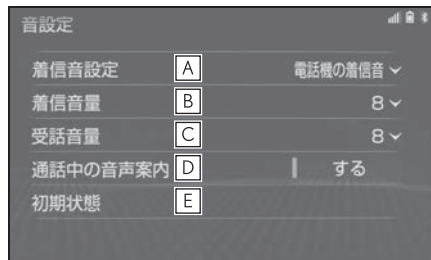 音設定
着信音設定 A 電話機の着信音
着信音量 B 8
受話音量 C 8
通話中の音声案内 D する
初期状態 E